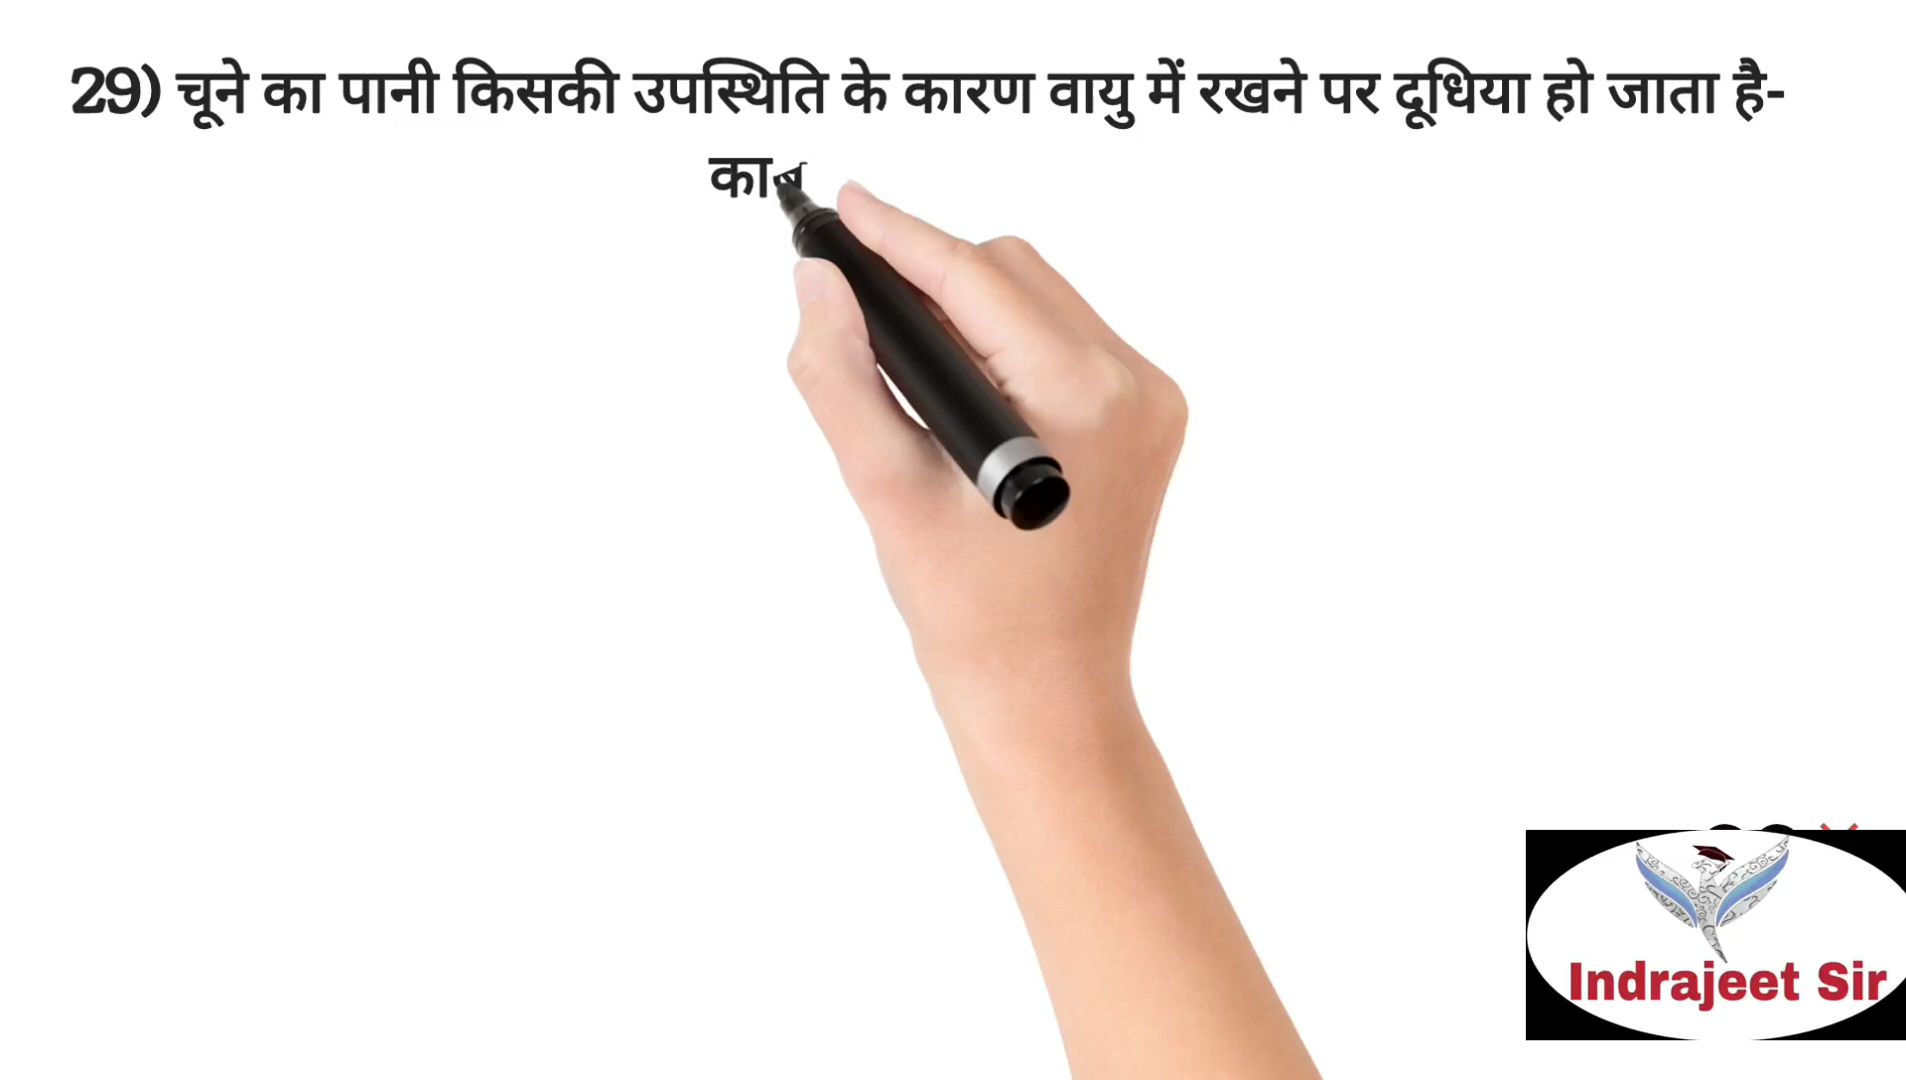 29) चूने का पानी किसकी उपस्थिति के कारण वायु में रखने पर दूधिया हो जाता है-
Indrajeet Sir